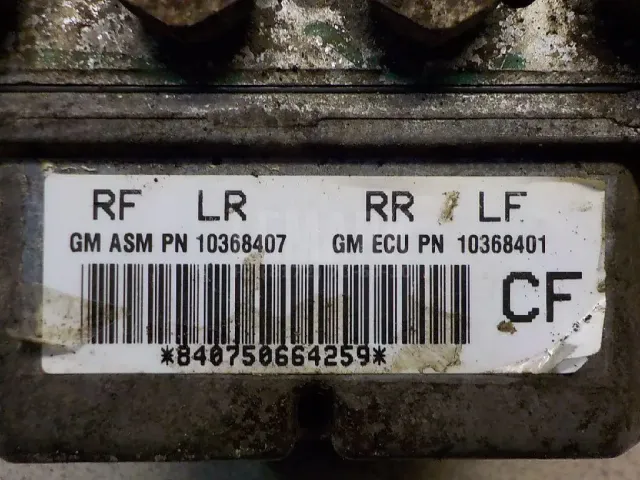 RF LR RR LF
GM ASM PN 10368407 GM ECU PN 10368401
CF
*840750664259*